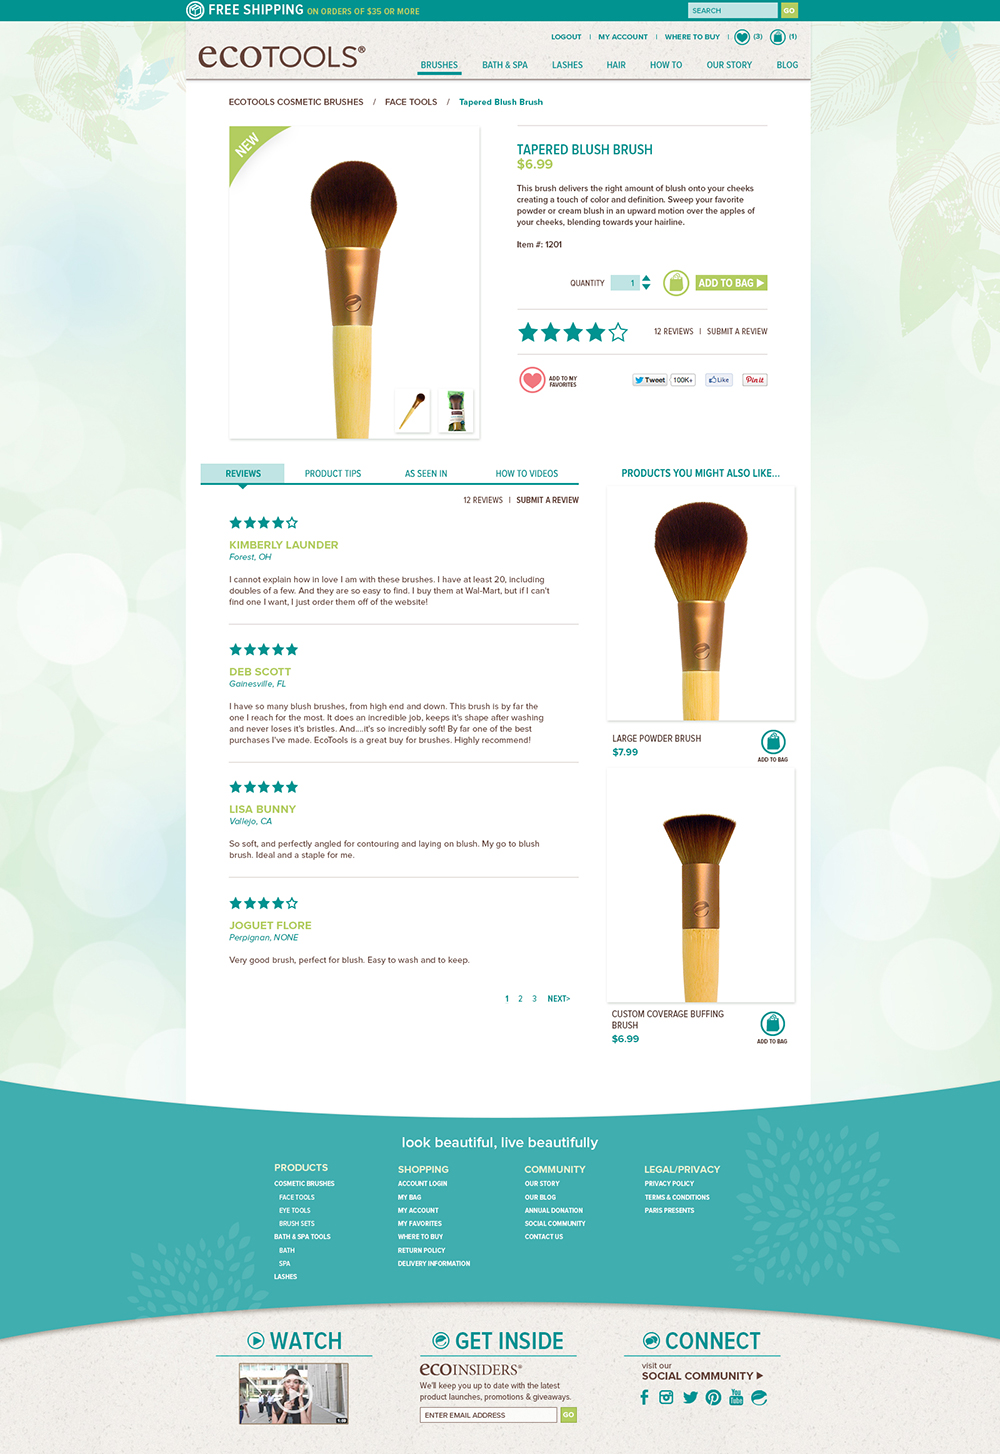 FREE SHIPPING ON ORDERS OF $35 OR MORE
SEARCH
GO
LOGOUT | MY ACCOUNT | WHERE TO BUY | (3) (1)
ecoTOOLS®
BRUSHES BATH & SPA LASHES HAIR HOW TO OUR STORY BLOG
ECOTOOLS COSMETIC BRUSHES / FACE TOOLS / Tapered Blush Brush
NEW
TAPERED BLUSH BRUSH
$6.99
This brush delivers the right amount of blush onto your cheeks
creating a touch of color and definition. Sweep your favorite
powder or cream blush in an upward motion over the apples of
your cheeks, blending towards your hairline.
Item #: 1201
QUANTITY 1 ADD TO BAG
12 REVIEWS | SUBMIT A REVIEW
ADD TO MY
FAVORITES
Tweet 100K+ Like Pin it
REVIEWS PRODUCT TIPS AS SEEN IN HOW TO VIDEOS
12 REVIEWS | SUBMIT A REVIEW
KIMBERLY LAUNDER
Forest, OH
I cannot explain how in love I am with these brushes. I have at least 20, including
doubles of a few. And they are so easy to find. I buy them at Wal-Mart, but if I can't
find one I want, I just order them off of the website!
DEB SCOTT
Gainesville, FL
I have so many blush brushes, from high end and down. This brush is by far the
one I reach for the most. It does an incredible job, keeps it's shape after washing
and never loses it's bristles. And....it's so incredibly soft! By far one of the best
purchases I've made. EcoTools is a great buy for brushes. Highly recommend!
LISA BUNNY
Vallejo, CA
So soft, and perfectly angled for contouring and laying on blush. My go to blush
brush. Ideal and a staple for me.
JOGUET FLORE
Perpignan, NONE
Very good brush, perfect for blush. Easy to wash and to keep.
1 2 3 NEXT>
PRODUCTS YOU MIGHT ALSO LIKE...
LARGE POWDER BRUSH
$7.99
ADD TO BAG
CUSTOM COVERAGE BUFFING
BRUSH
$6.99
ADD TO BAG
look beautiful, live beautifully
PRODUCTS
COSMETIC BRUSHES
FACE TOOLS
EYE TOOLS
BRUSH SETS
BATH & SPA TOOLS
BATH
SPA
LASHES
SHOPPING
ACCOUNT LOGIN
MY BAG
MY ACCOUNT
MY FAVORITES
WHERE TO BUY
RETURN POLICY
DELIVERY INFORMATION
COMMUNITY
OUR STORY
OUR BLOG
ANNUAL DONATION
SOCIAL COMMUNITY
CONTACT US
LEGAL/PRIVACY
PRIVACY POLICY
TERMS & CONDITIONS
PARIS PRESENTS
WATCH
GET INSIDE
ecoINSIDERS®
We'll keep you up to date with the latest
product launches, promotions & giveaways.
ENTER EMAIL ADDRESS
GO
CONNECT
visit our
SOCIAL COMMUNITY
You Tube